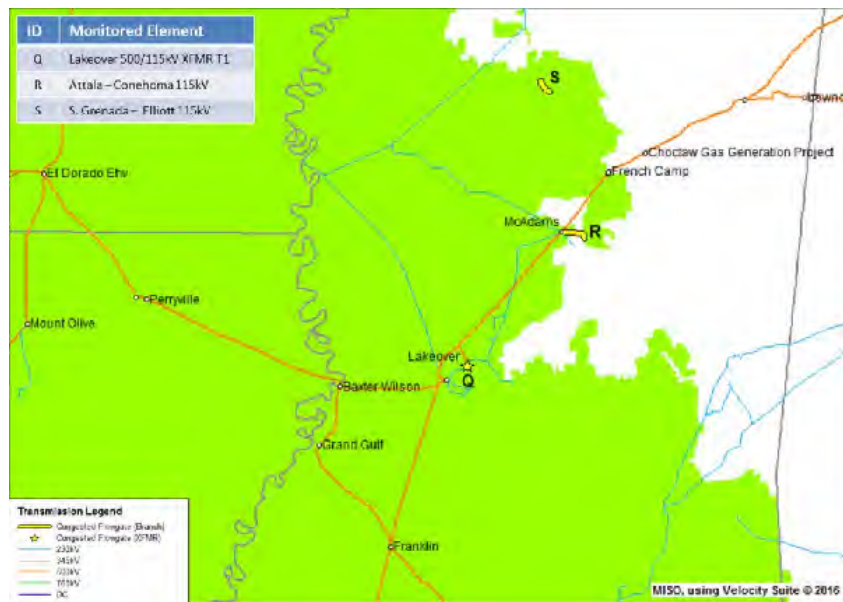 ID Monitored Element
Q Lakeover 500/115kV XFMR T1
R Attala – Conehoma 115kV
S S. Grenada – Elliott 115kV
S
Choctaw Gas Generation Project
El Dorado Ehv
French Camp
McAdams
R
Perryville
Mount Olive
Lakeover
Q
Baxter Wilson
Grand Gulf
Franklin
Transmission Legend
Congested Flowgate (Branch)
Congested Flowgate (XFMR)
230kV
345kV
500kV
765kV
DC
MISO, using Velocity Suite © 2016